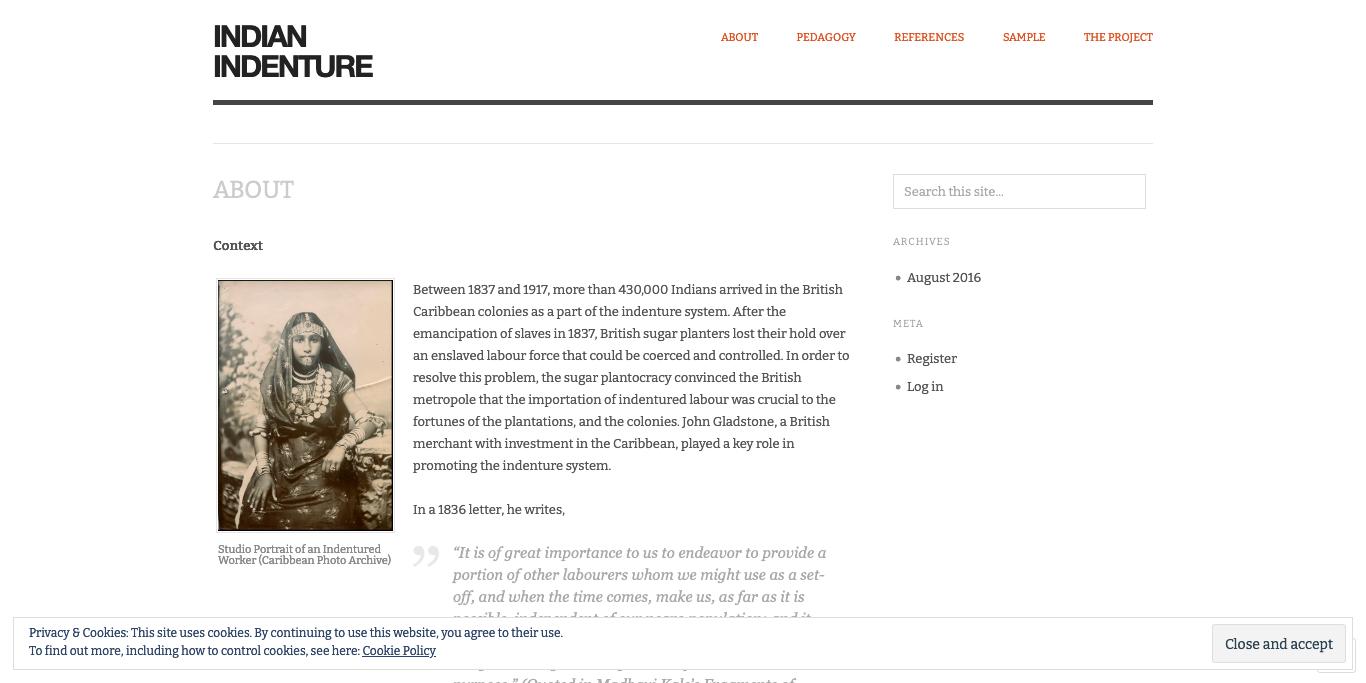 INDIAN
INDENTURE
ABOUT PEDAGOGY REFERENCES SAMPLE THE PROJECT
ABOUT
Context
Between 1837 and 1917, more than 430,000 Indians arrived in the British
Caribbean colonies as a part of the indenture system. After the
emancipation of slaves in 1837, British sugar planters lost their hold over
an enslaved labour force that could be coerced and controlled. In order to
resolve this problem, the sugar plantocracy convinced the British
metropole that the importation of indentured labour was crucial to the
fortunes of the plantations, and the colonies. John Gladstone, a British
merchant with investment in the Caribbean, played a key role in
promoting the indenture system.
Studio Portrait of an Indentured
Worker (Caribbean Photo Archive)
In a 1836 letter, he writes,
“It is of great importance to us to endeavor to provide a
portion of other labourers whom we might use as a set-
off, and when the time comes, make us, as far as it is
Search this site...
ARCHIVES
August 2016
META
Register
Log in
Privacy & Cookies: This site uses cookies. By continuing to use this website, you agree to their use.
To find out more, including how to control cookies, see here: Cookie Policy
Close and accept